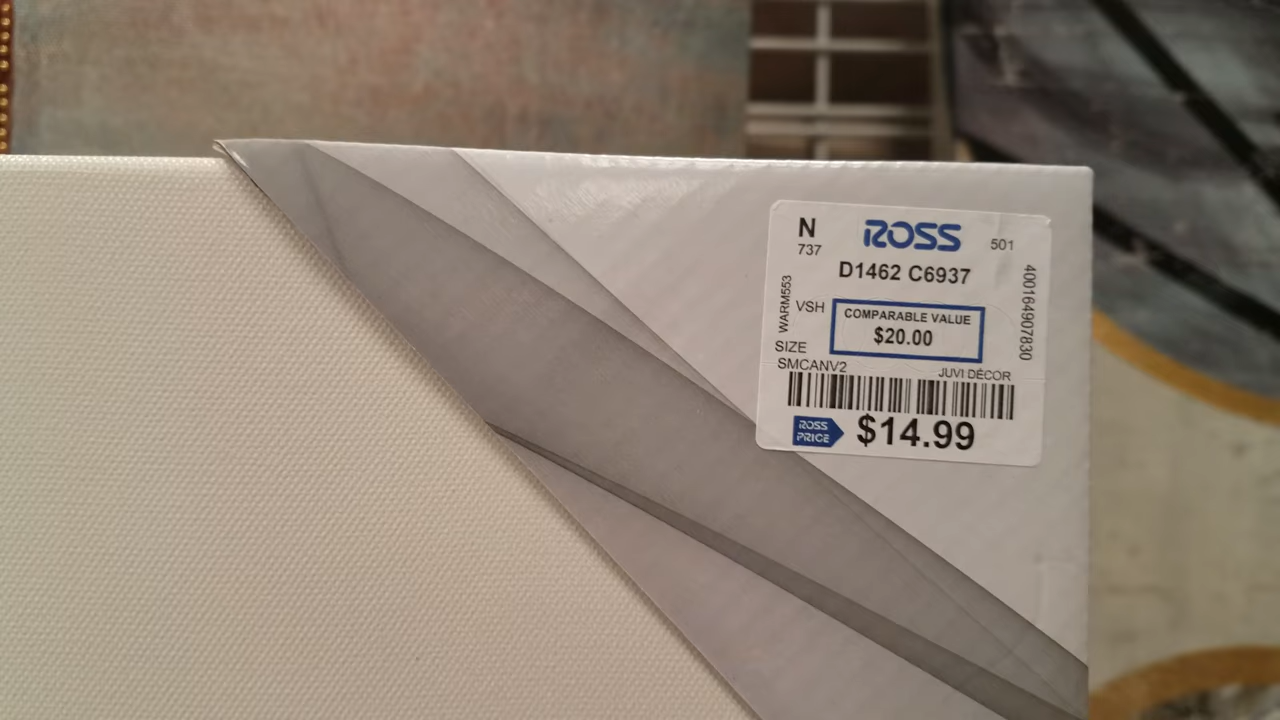 N ROSS 501
737
D1462 C6937
WARM553
VSH
COMPARABLE VALUE
$20.00
400164907830
SIZE
SMCANV2 JUVI DÉCOR
ROSS
PRICE
$14.99